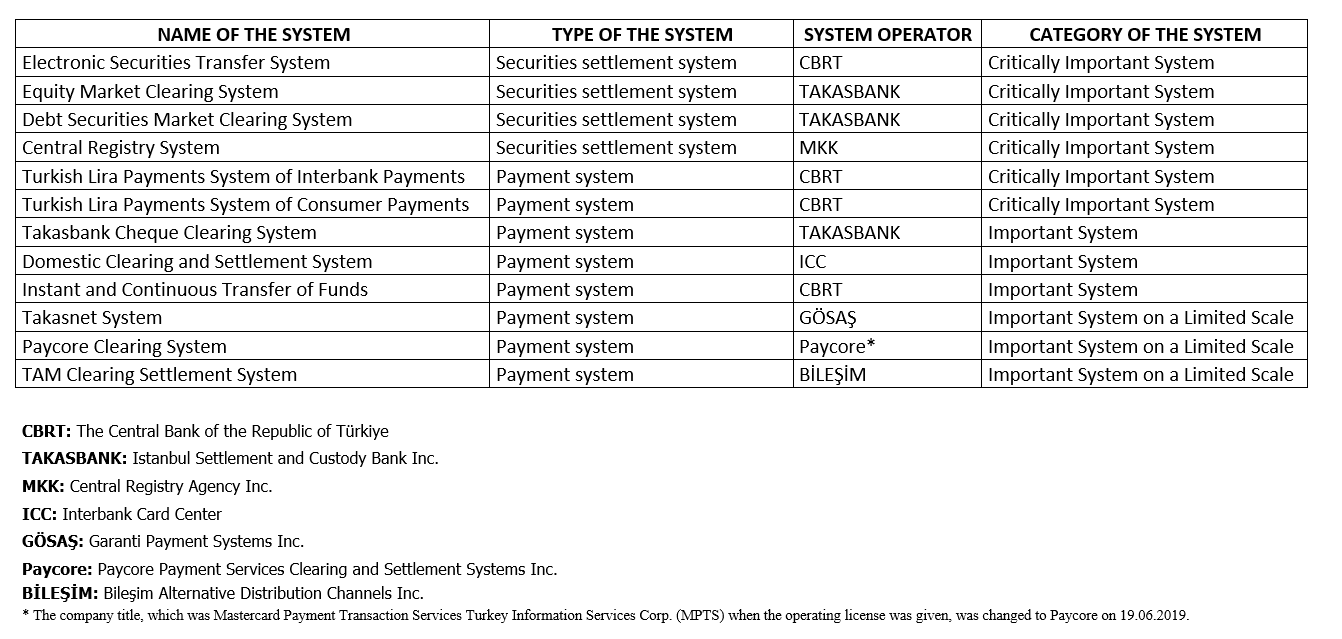 NAME OF THE SYSTEM TYPE OF THE SYSTEM SYSTEM OPERATOR CATEGORY OF THE SYSTEM
Electronic Securities Transfer System Securities settlement system CBRT Critically Important System
Equity Market Clearing System Securities settlement system TAKASBANK Critically Important System
Debt Securities Market Clearing System Securities settlement system TAKASBANK Critically Important System
Central Registry System Securities settlement system MKK Critically Important System
Turkish Lira Payments System of Interbank Payments Payment system CBRT Critically Important System
Turkish Lira Payments System of Consumer Payments Payment system CBRT Critically Important System
Takasbank Cheque Clearing System Payment system TAKASBANK Important System
Domestic Clearing and Settlement System Payment system ICC Important System
Instant and Continuous Transfer of Funds Payment system CBRT Important System
Takasnet System Payment system GÖSAŞ Important System on a Limited Scale
Paycore Clearing System Payment system Paycore* Important System on a Limited Scale
TAM Clearing Settlement System Payment system BİLEŞİM Important System on a Limited Scale
CBRT: The Central Bank of the Republic of Türkiye
TAKASBANK: Istanbul Settlement and Custody Bank Inc.
MKK: Central Registry Agency Inc.
ICC: Interbank Card Center
GÖSAŞ: Garanti Payment Systems Inc.
Paycore: Paycore Payment Services Clearing and Settlement Systems Inc.
BİLEŞİM: Bileşim Alternative Distribution Channels Inc.
* The company title, which was Mastercard Payment Transaction Services Turkey Information Services Corp. (MPTS) when the operating license was given, was changed to Paycore on 19.06.2019.